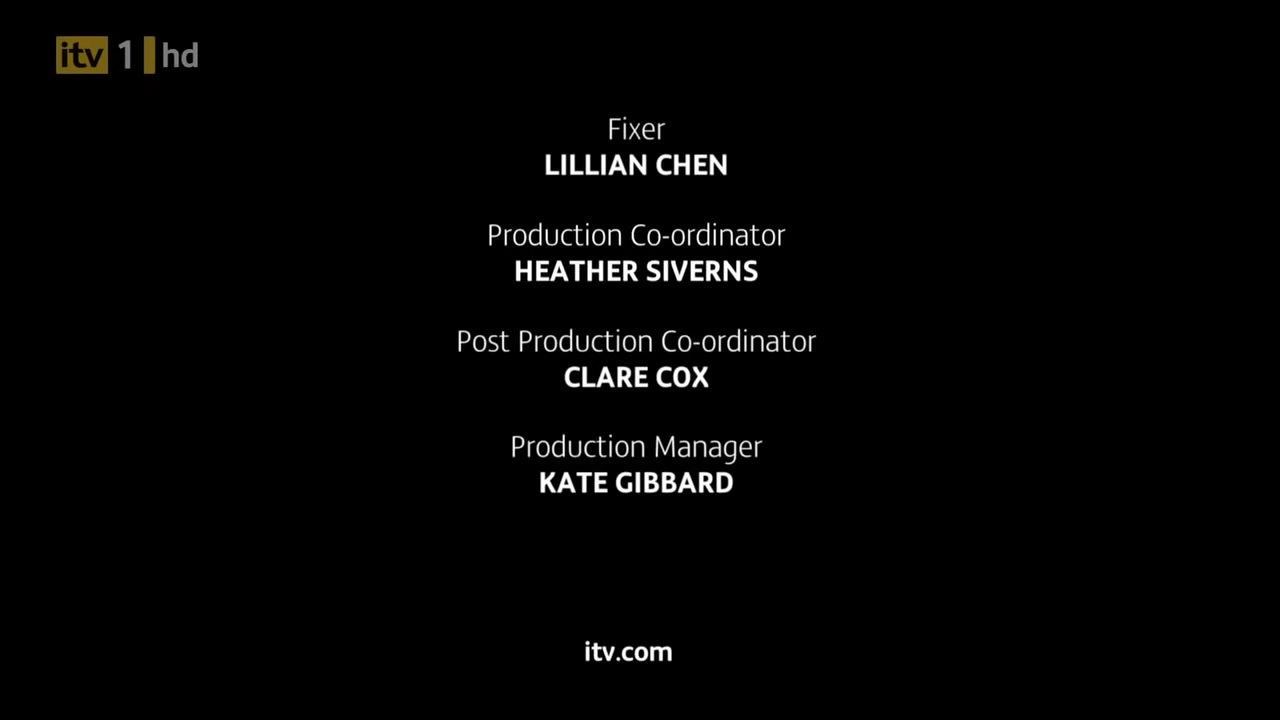 itv 1 hd
Fixer
LILLIAN CHEN
Production Co-ordinator
HEATHER SIVERNS
Post Production Co-ordinator
CLARE COX
Production Manager
KATE GIBBARD
itv.com